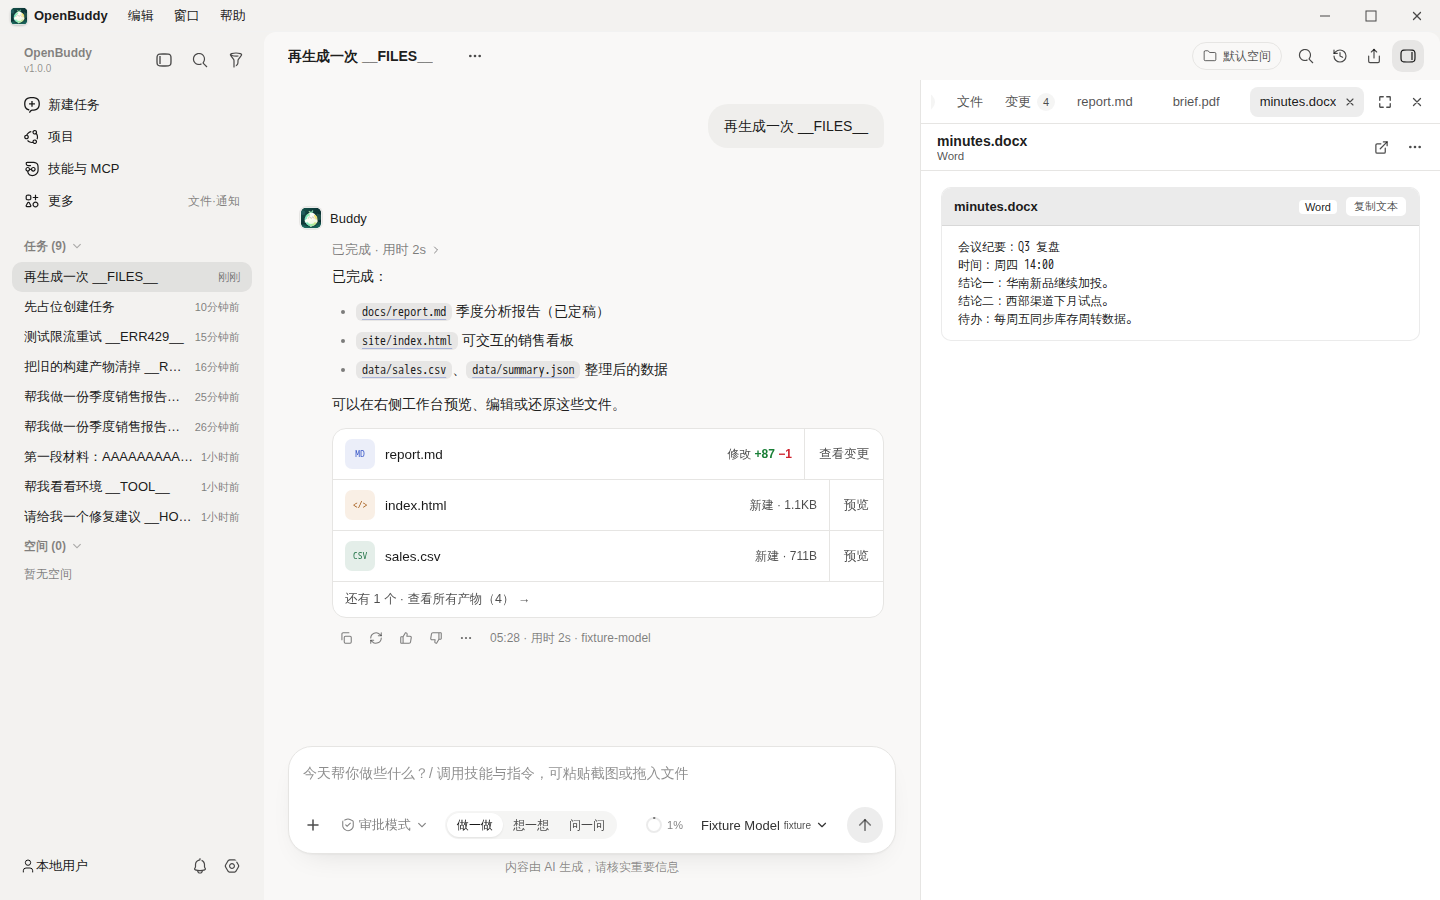 OpenBuddy 编辑 窗口 帮助
OpenBuddy
v1.0.0
新建任务
项目
技能与 MCP
更多 文件·通知
任务 (9)
再生成一次 __FILES__ 刚刚
先占位创建任务 10分钟前
测试限流重试 __ERR429__ 15分钟前
把旧的构建产物清掉 __R… 16分钟前
帮我做一份季度销售报告… 25分钟前
帮我做一份季度销售报告… 26分钟前
第一段材料：AAAAAAAAA… 1小时前
帮我看看环境 __TOOL__ 1小时前
请给我一个修复建议 __HO… 1小时前
空间 (0)
暂无空间
本地用户
再生成一次 __FILES__
默认空间
再生成一次 __FILES__
Buddy
已完成 · 用时 2s
已完成：
docs/report.md 季度分析报告（已定稿）
site/index.html 可交互的销售看板
data/sales.csv、data/summary.json 整理后的数据
可以在右侧工作台预览、编辑或还原这些文件。
MD report.md 修改 +87 −1 查看变更
</> index.html 新建 · 1.1KB 预览
CSV sales.csv 新建 · 711B 预览
还有 1 个 · 查看所有产物（4） →
05:28 · 用时 2s · fixture-model
今天帮你做些什么？/ 调用技能与指令，可粘贴截图或拖入文件
审批模式 做一做 想一想 问一问 1% Fixture Model fixture
内容由 AI 生成，请核实重要信息
文件 变更 4 report.md brief.pdf minutes.docx
minutes.docx
Word
minutes.docx Word 复制文本
会议纪要：Q3 复盘
时间：周四 14:00
结论一：华南新品继续加投。
结论二：西部渠道下月试点。
待办：每周五同步库存周转数据。